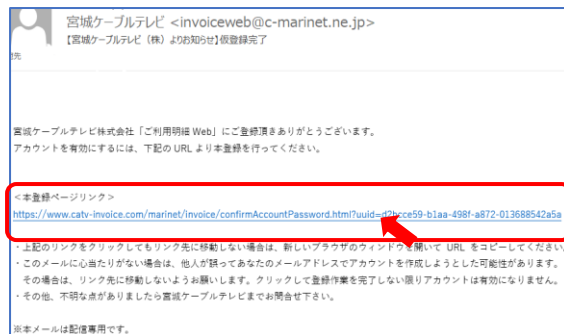 宮城ケーブルテレビ <invoiceweb@c-marinet.ne.jp>
【宮城ケーブルテレビ（株）よりお知らせ】仮登録完了
先
宮城ケーブルテレビ株式会社「ご利用明細 Web」にご登録頂きありがとうございます。
アカウントを有効にするには、下記の URL より本登録を行ってください。
＜本登録ページリンク＞
https://www.catv-invoice.com/marinet/invoice/confirmAccountPassword.html?uuid=d2bcce59-b1aa-498f-a872-013688542a5a
・上記のリンクをクリックしてもリンク先に移動しない場合は、新しいブラウザのウィンドウを開いて URL をコピーしてください
・このメールに心当たりがない場合は、他人が誤ってあなたのメールアドレスでアカウントを作成しようとした可能性があります。
その場合は、リンク先に移動しないようお願いします。クリックして登録作業を完了しない限りアカウントは有効になりません。
・その他、不明な点がありましたら宮城ケーブルテレビまでお問合せ下さい。
※本メールは配信専用です。